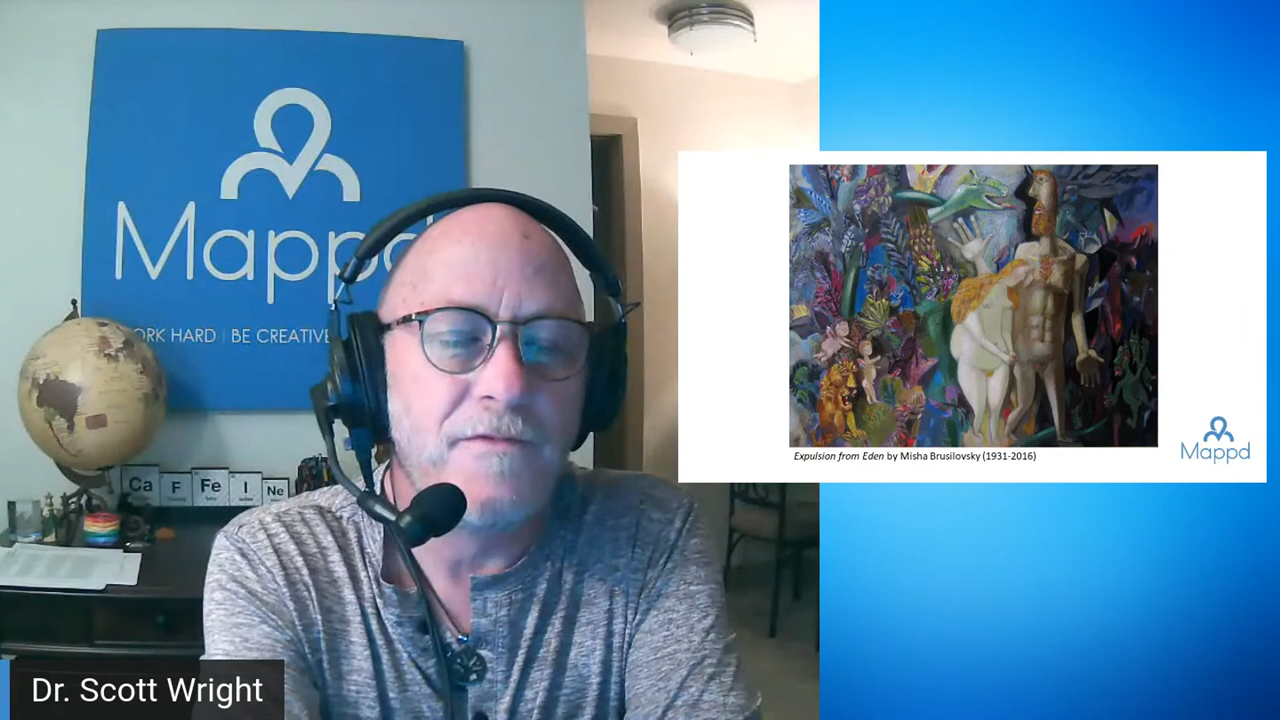 Mappd
ORK HARD | BE CREATIVE
Ca F Fe I Ne
Dr. Scott Wright
Expulsion from Eden by Misha Brusilovsky (1931-2016)
Mappd